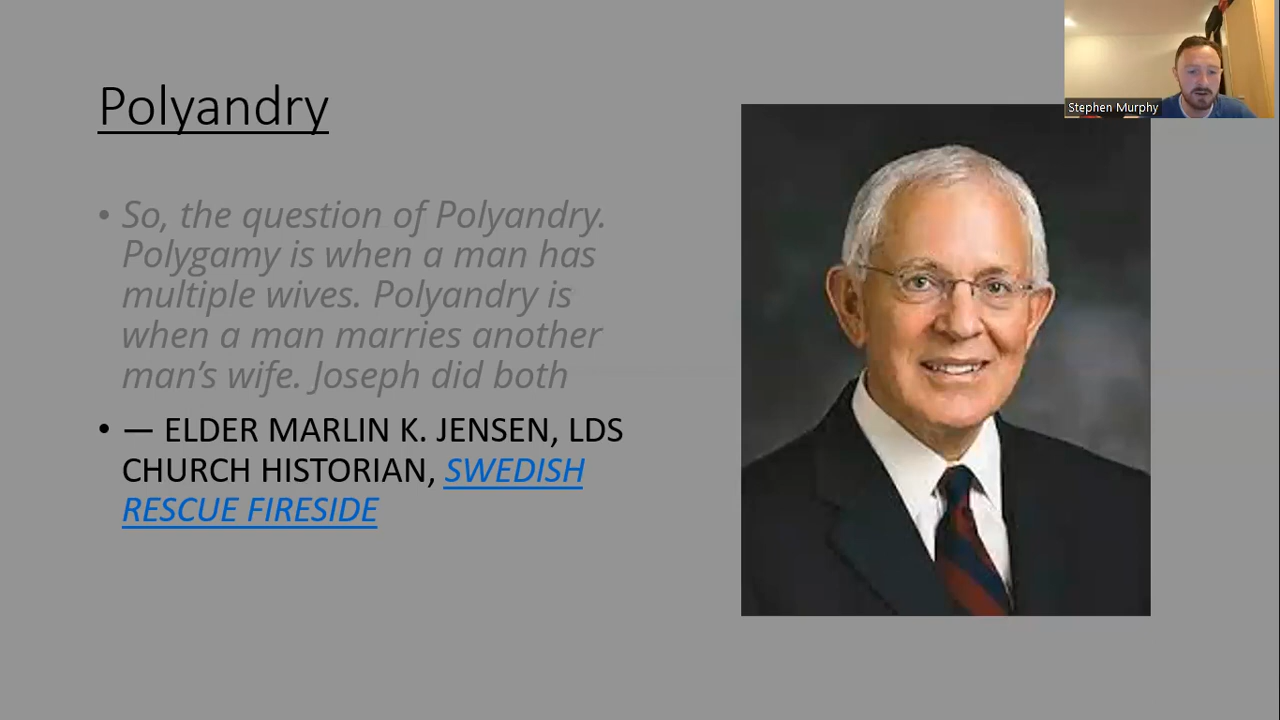 Polyandry
• So, the question of Polyandry.
Polygamy is when a man has
multiple wives. Polyandry is
when a man marries another
man’s wife. Joseph did both
• — ELDER MARLIN K. JENSEN, LDS
CHURCH HISTORIAN, SWEDISH
RESCUE FIRESIDE
Stephen Murphy